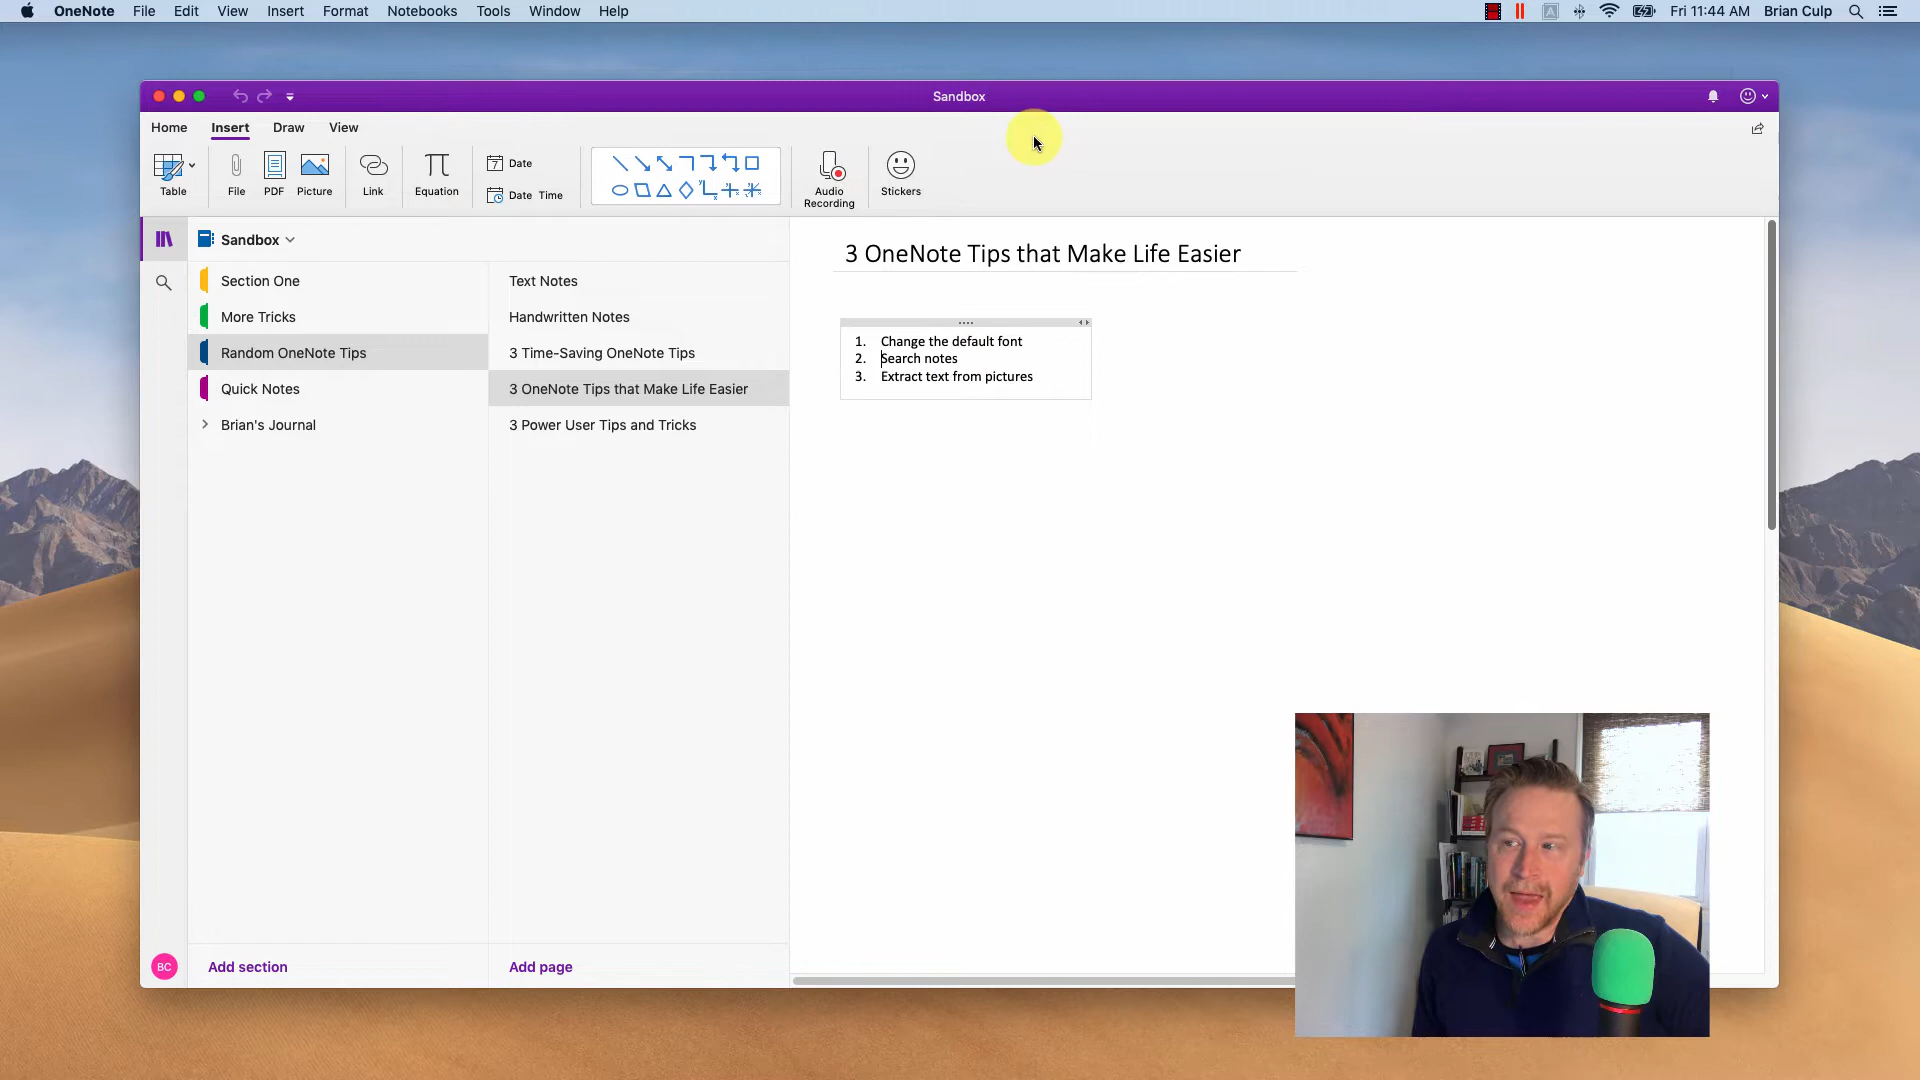 OneNote File Edit View Insert Format Notebooks Tools Window Help Fri 11:44 AM Brian Culp
Sandbox
Home Insert Draw View
Table File PDF Picture Link Equation 7 Date Date Time Audio Recording Stickers
Sandbox
Section One
More Tricks
Random OneNote Tips
Quick Notes
Brian's Journal
Text Notes
Handwritten Notes
3 Time-Saving OneNote Tips
3 OneNote Tips that Make Life Easier
3 Power User Tips and Tricks
3 OneNote Tips that Make Life Easier
1. Change the default font
2. Search notes
3. Extract text from pictures
BC Add section Add page